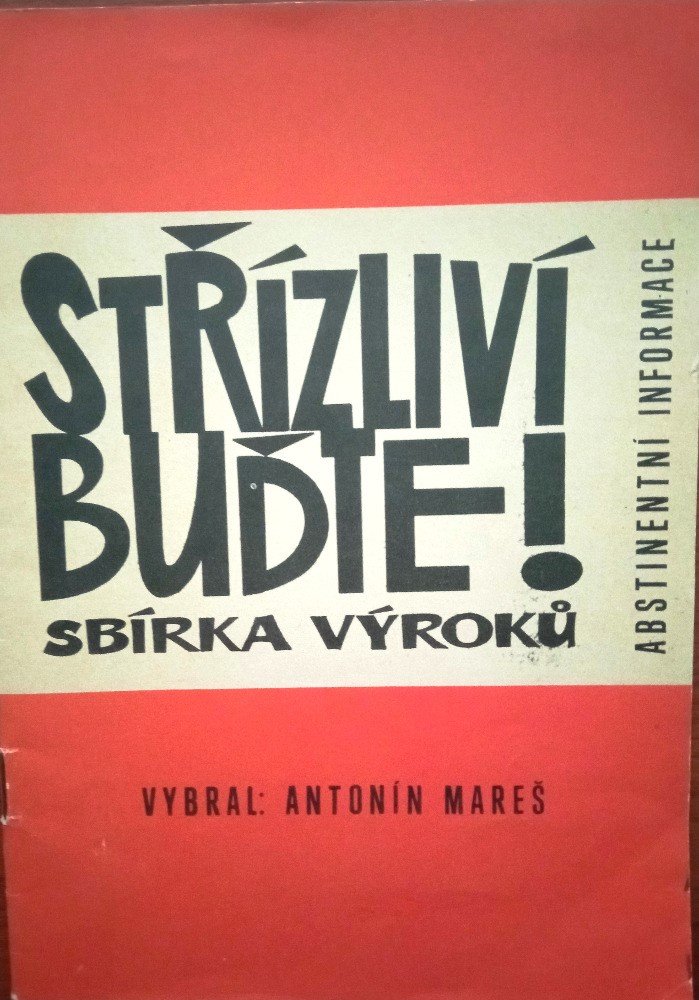 STŘÍZLIVÍ
BUĎTE!
SBÍRKA VÝROKŮ
ABSTINENTNÍ INFORMACE
VYBRAL: ANTONÍN MAREŠ